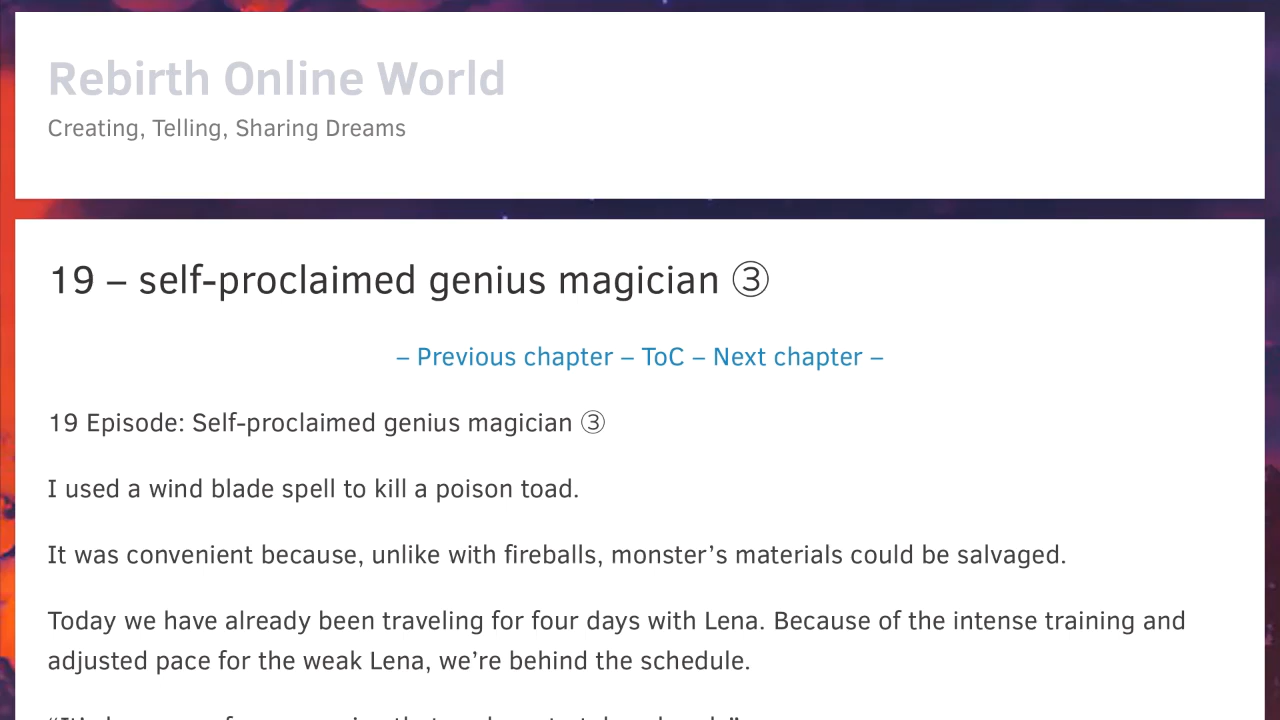 Rebirth Online World
Creating, Telling, Sharing Dreams
19 – self-proclaimed genius magician ③
– Previous chapter – ToC – Next chapter –
19 Episode: Self-proclaimed genius magician ③
I used a wind blade spell to kill a poison toad.
It was convenient because, unlike with fireballs, monster’s materials could be salvaged.
Today we have already been traveling for four days with Lena. Because of the intense training and
adjusted pace for the weak Lena, we’re behind the schedule.